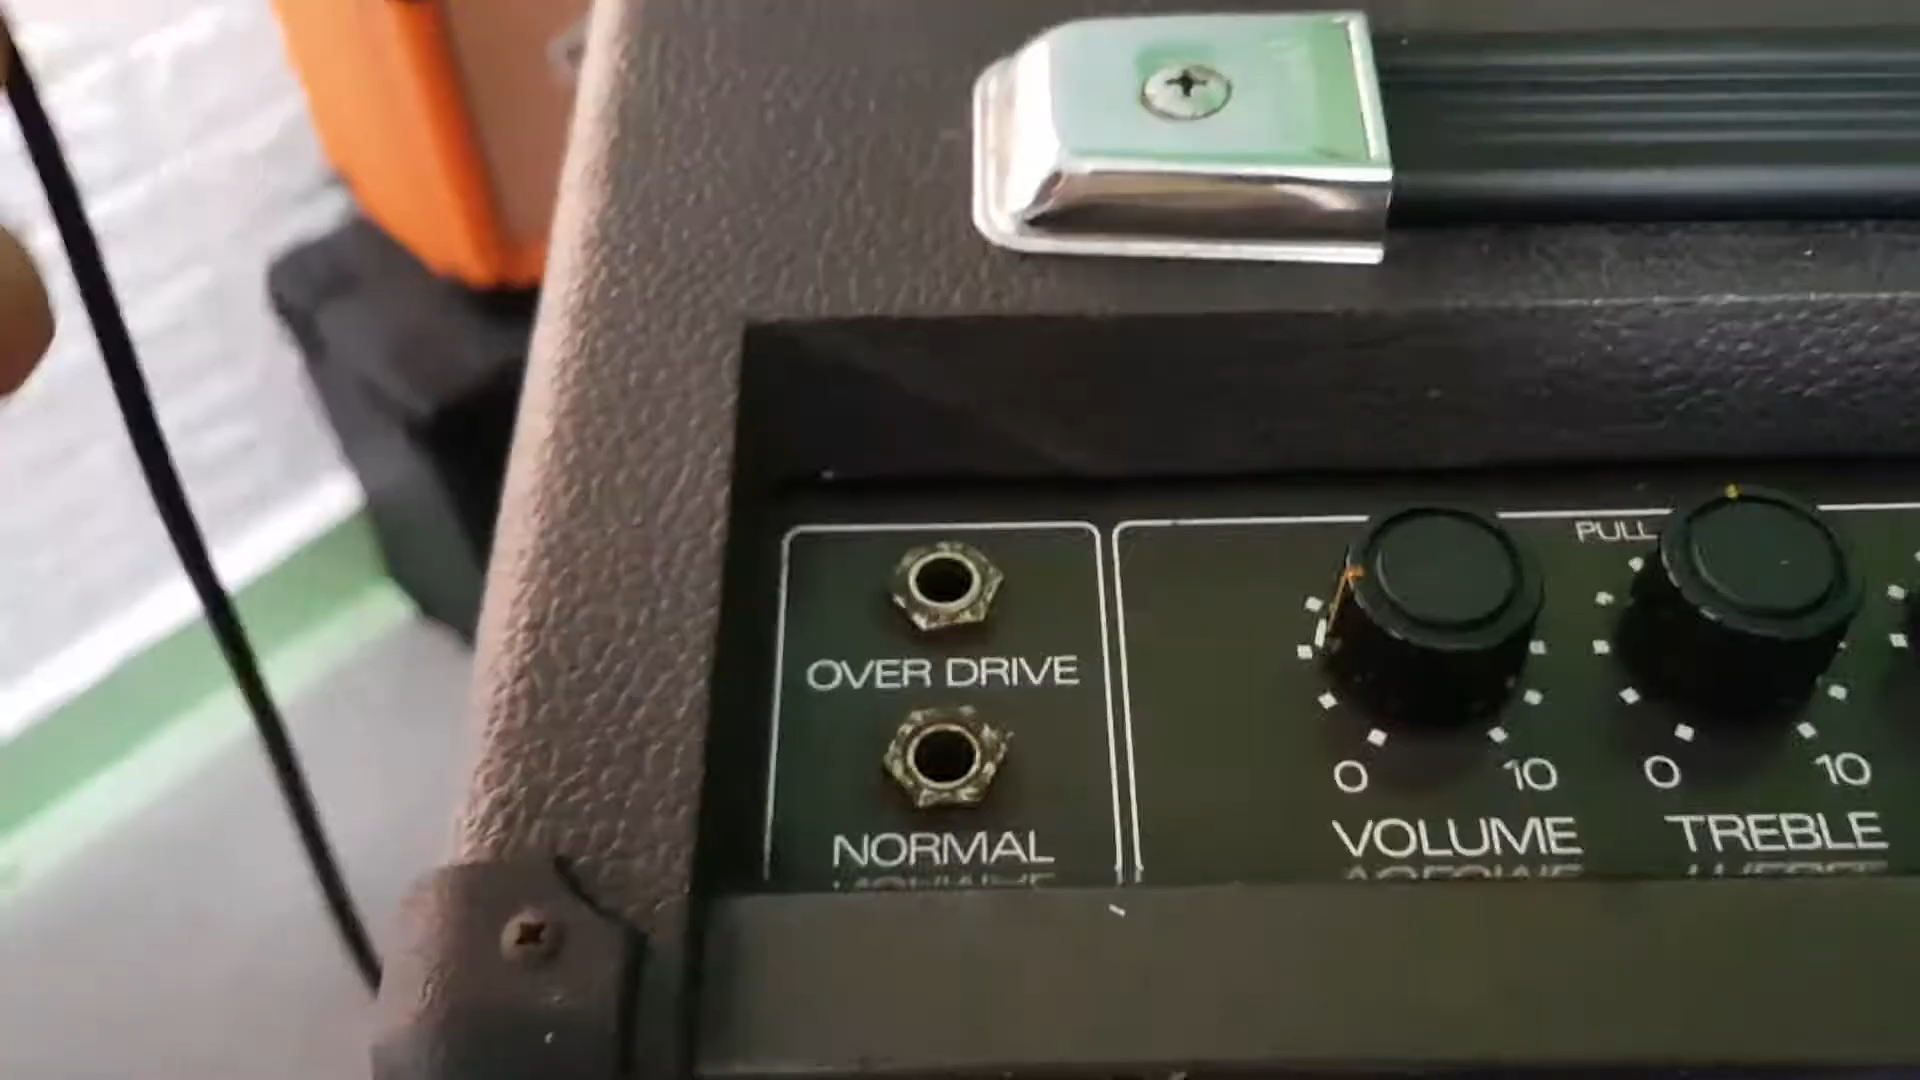 PULL
OVER DRIVE
NORMAL
0 10
VOLUME
0 10
TREBLE